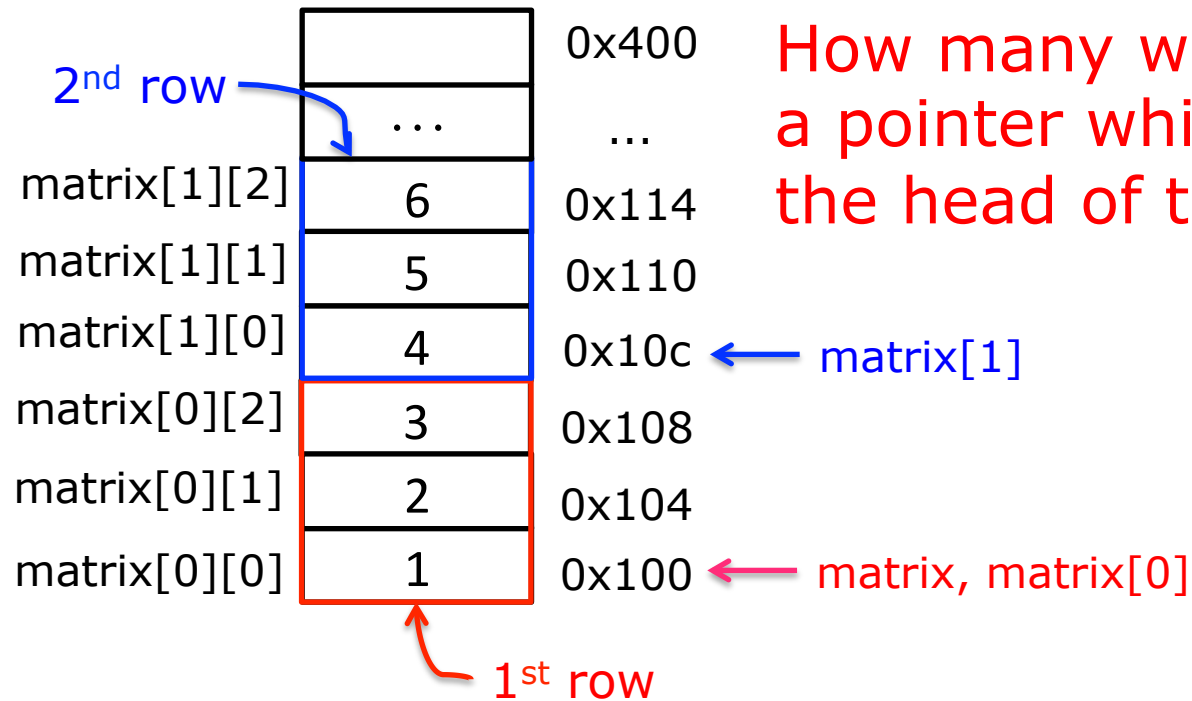 0x400
How many w
2nd row
a pointer whi
...
...
the head of t
matrix[1][2]
6
0x114
matrix[1][1]
5
0x110
matrix[1][0]
4
0x10c
matrix[1]
matrix[0][2]
3
0x108
matrix[0][1]
2
0x104
matrix[0][0]
1
0x100
matrix, matrix[0]
1st row